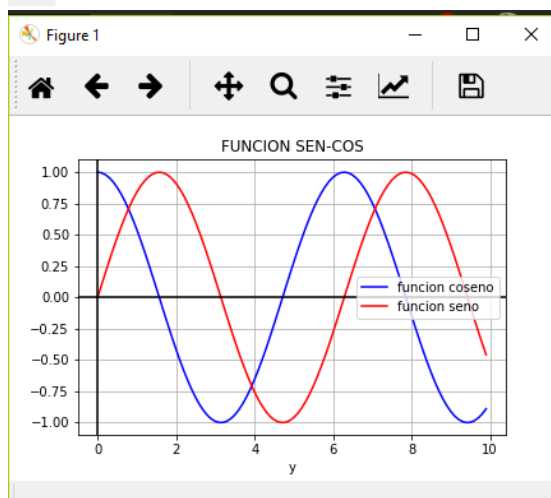 Figure 1
FUNCION SEN-COS
1.00
0.75
0.50
0.25
0.00
−0.25
−0.50
−0.75
−1.00
funcion coseno
funcion seno
0 2 4 6 8 10
y